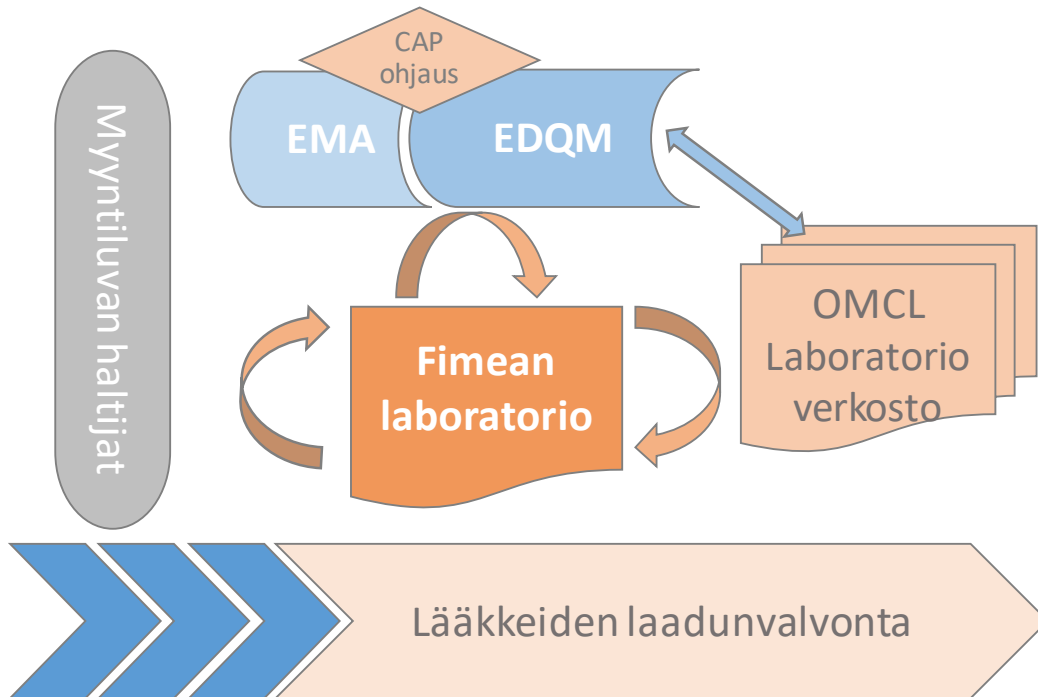 CAP
ohjaus
EMA
EDQM
Myyntiluvan haltijat
Fimean
laboratorio
OMCL
Laboratorio
verkosto
Lääkkeiden laadunvalvonta